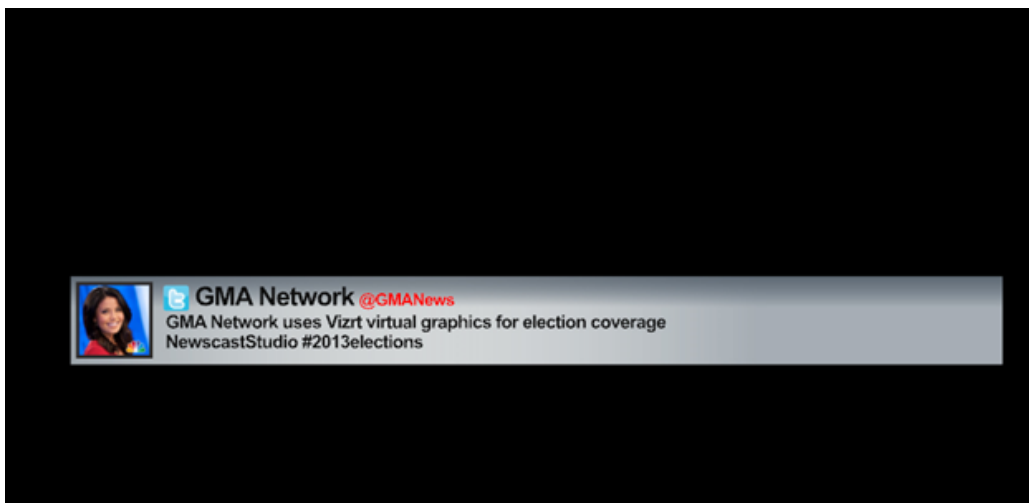 GMA Network @GMANews
GMA Network uses Vizrt virtual graphics for election coverage
NewscastStudio #2013elections